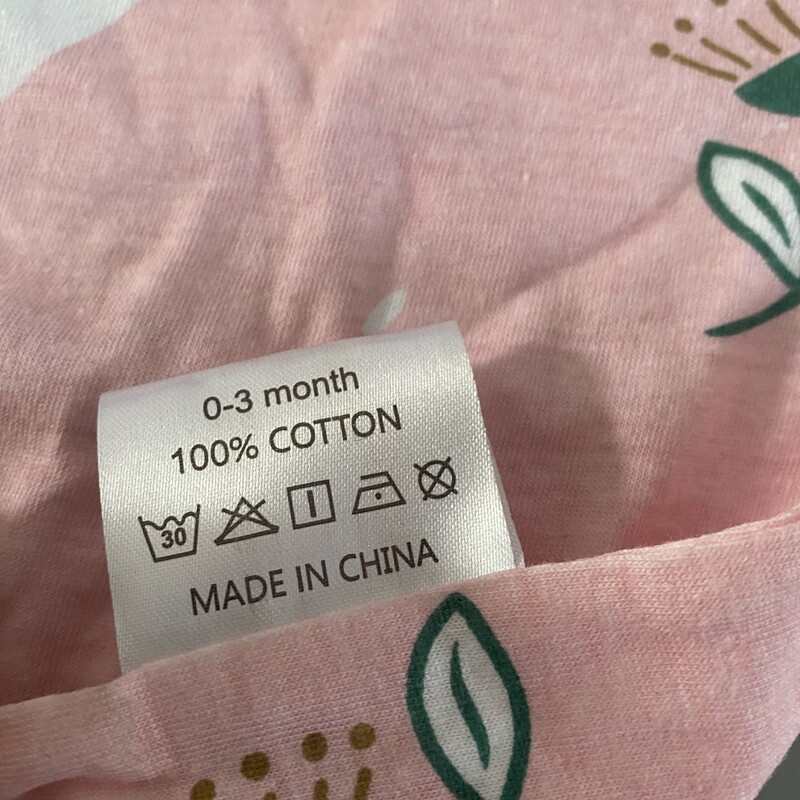 0-3 month
100% COTTON
30
MADE IN CHINA